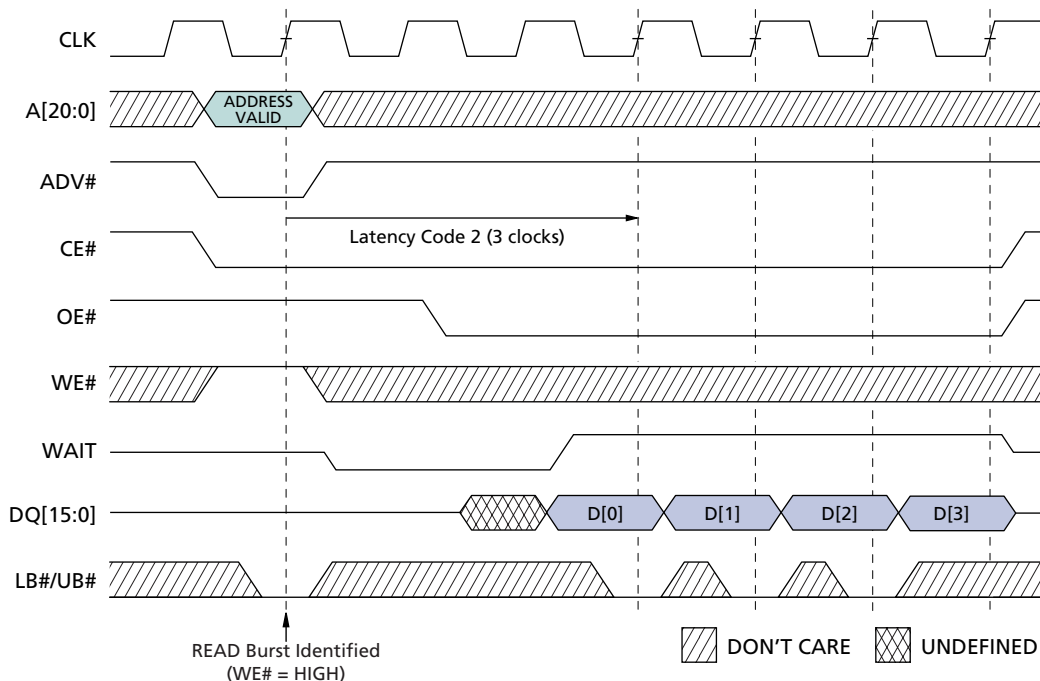 CLK
A[20:0]
ADDRESS
VALID
ADV#
Latency Code 2 (3 clocks)
CE#
OE#
WE#
WAIT
DQ[15:0]
D[0]
D[1]
D[2]
D[3]
LB#/UB#
READ Burst Identified
(WE# = HIGH)
DON'T CARE
UNDEFINED